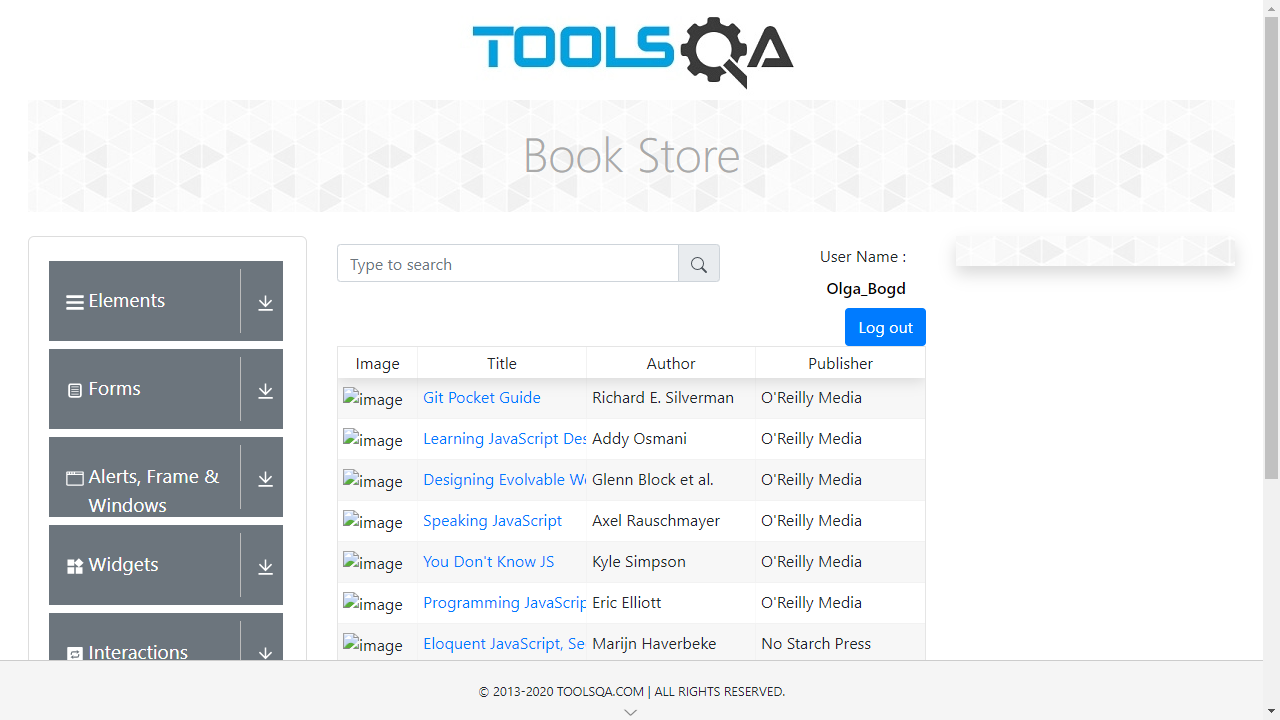 TOOLSQA
Book Store
Elements
Forms
Alerts, Frame &
Windows
Widgets
Interactions
Type to search
User Name :
Olga_Bogd
Log out
Image Title Author Publisher
image Git Pocket Guide Richard E. Silverman O'Reilly Media
image Learning JavaScript Des Addy Osmani O'Reilly Media
image Designing Evolvable We Glenn Block et al. O'Reilly Media
image Speaking JavaScript Axel Rauschmayer O'Reilly Media
image You Don't Know JS Kyle Simpson O'Reilly Media
image Programming JavaScrip Eric Elliott O'Reilly Media
image Eloquent JavaScript, Se Marijn Haverbeke No Starch Press
© 2013-2020 TOOLSQA.COM | ALL RIGHTS RESERVED.